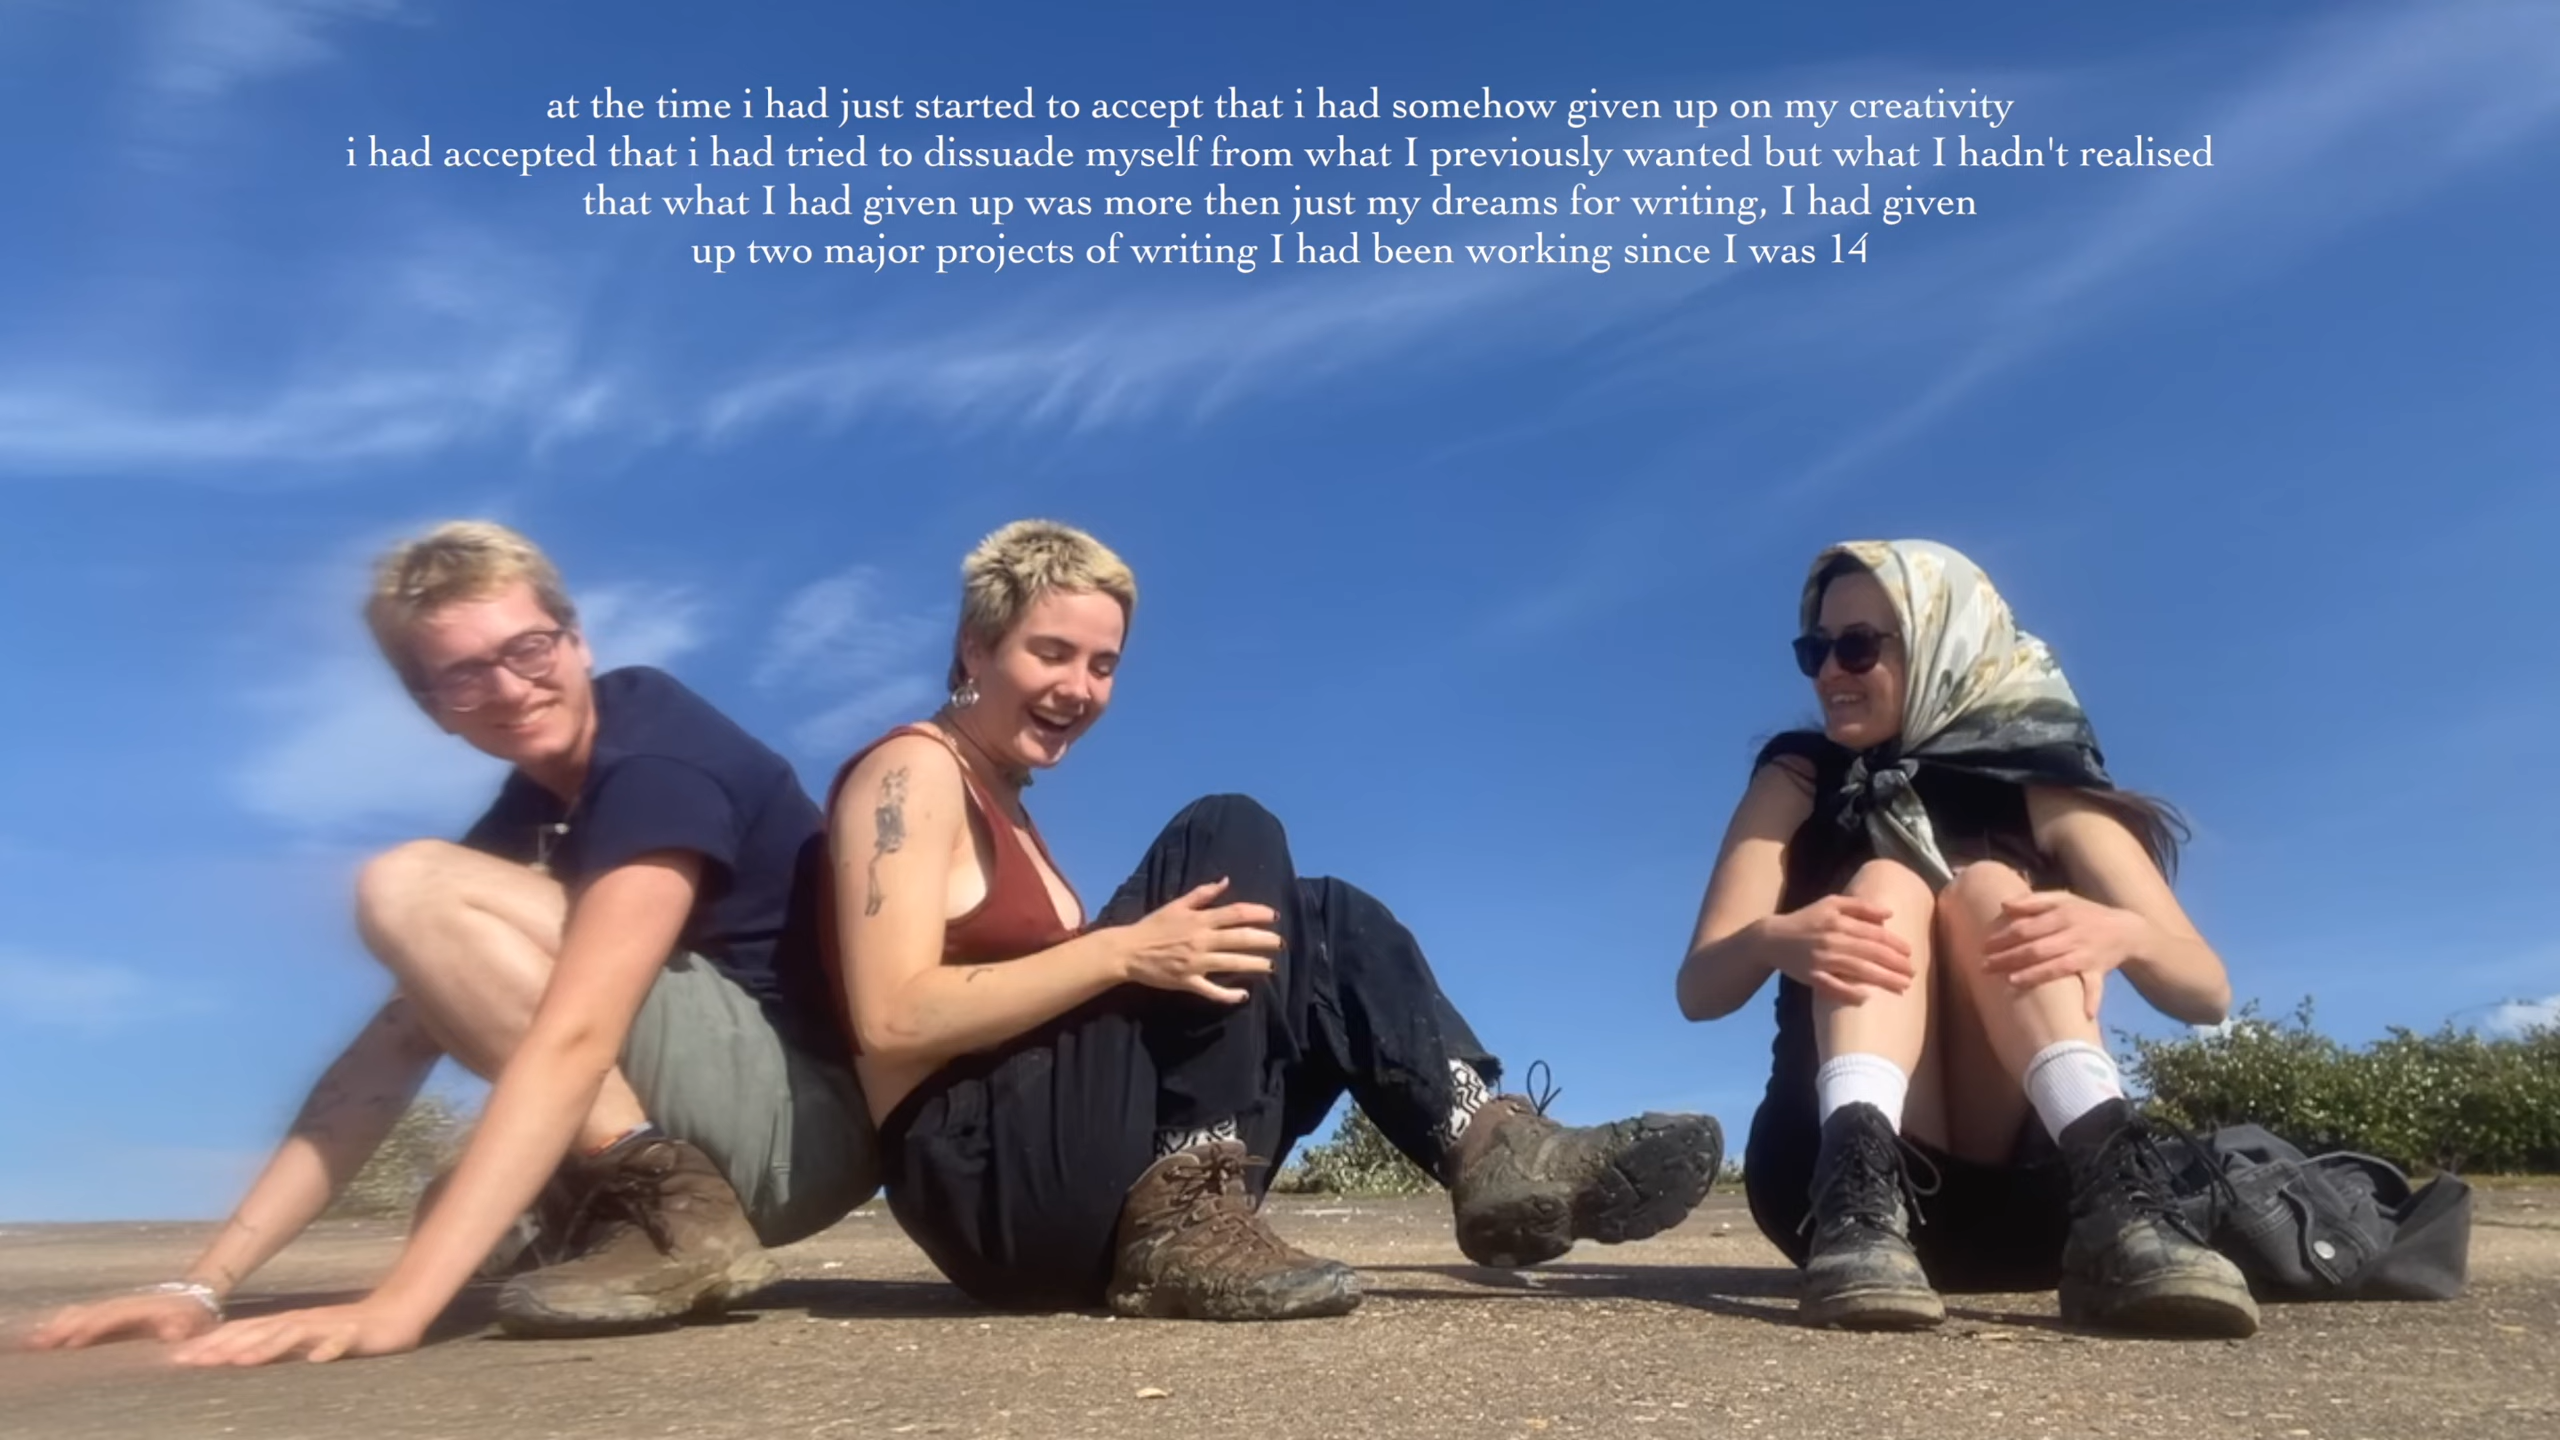 at the time i had just started to accept that i had somehow given up on my creativity
i had accepted that i had tried to dissuade myself from what I previously wanted but what I hadn't realised
that what I had given up was more then just my dreams for writing, I had given
up two major projects of writing I had been working since I was 14